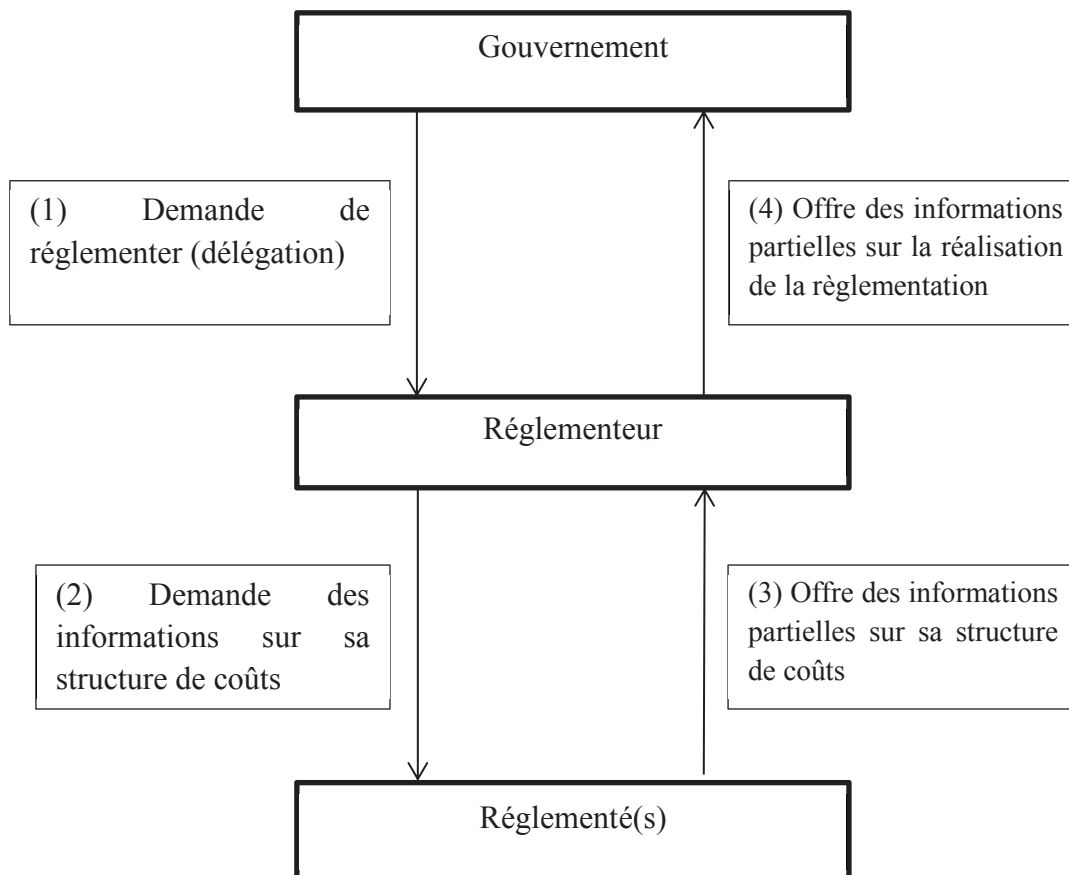 Gouvernement
(1) Demande de
réglementer (délégation)
(4) Offre des informations
partielles sur la réalisation
de la règlementation
Réglementeur
(2) Demande des
informations sur sa
structure de coûts
(3) Offre des informations
partielles sur sa structure
de coûts
Réglementé(s)